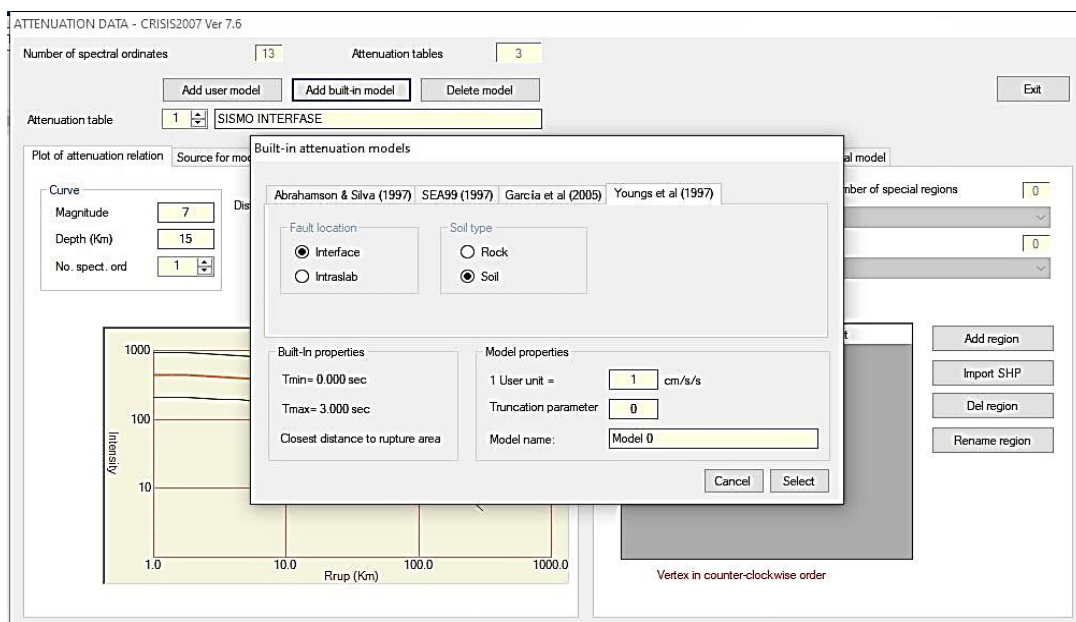 ATTENUATION DATA - CRISIS2007 Ver 7.6
Number of spectral ordinates 13 Attenuation tables 3
Add user model Add built-in model Delete model Exit
Attenuation table 1 SISMO INTERFASE
Plot of attenuation relation Source for mod al model
Built-in attenuation models
Abrahamson & Silva (1997) SEA99 (1997) García et al (2005) Youngs et al (1997)
Curve
Magnitude 7
Depth (Km) 15
No. spect. ord 1
Dis
Fault location
Interface
Intraslab
Soil type
Rock
Soil
mber of special regions 0
0
Built-In properties
Tmin= 0.000 sec
Tmax= 3.000 sec
Closest distance to rupture area
Model properties
1 User unit = 1 cm/s/s
Truncation parameter 0
Model name: Model 0
Cancel Select
t
Add region
Import SHP
Del region
Rename region
1000
100
10
Intensity
1.0 10.0 100.0 1000.0
Rrup (Km)
Vertex in counter-clockwise order